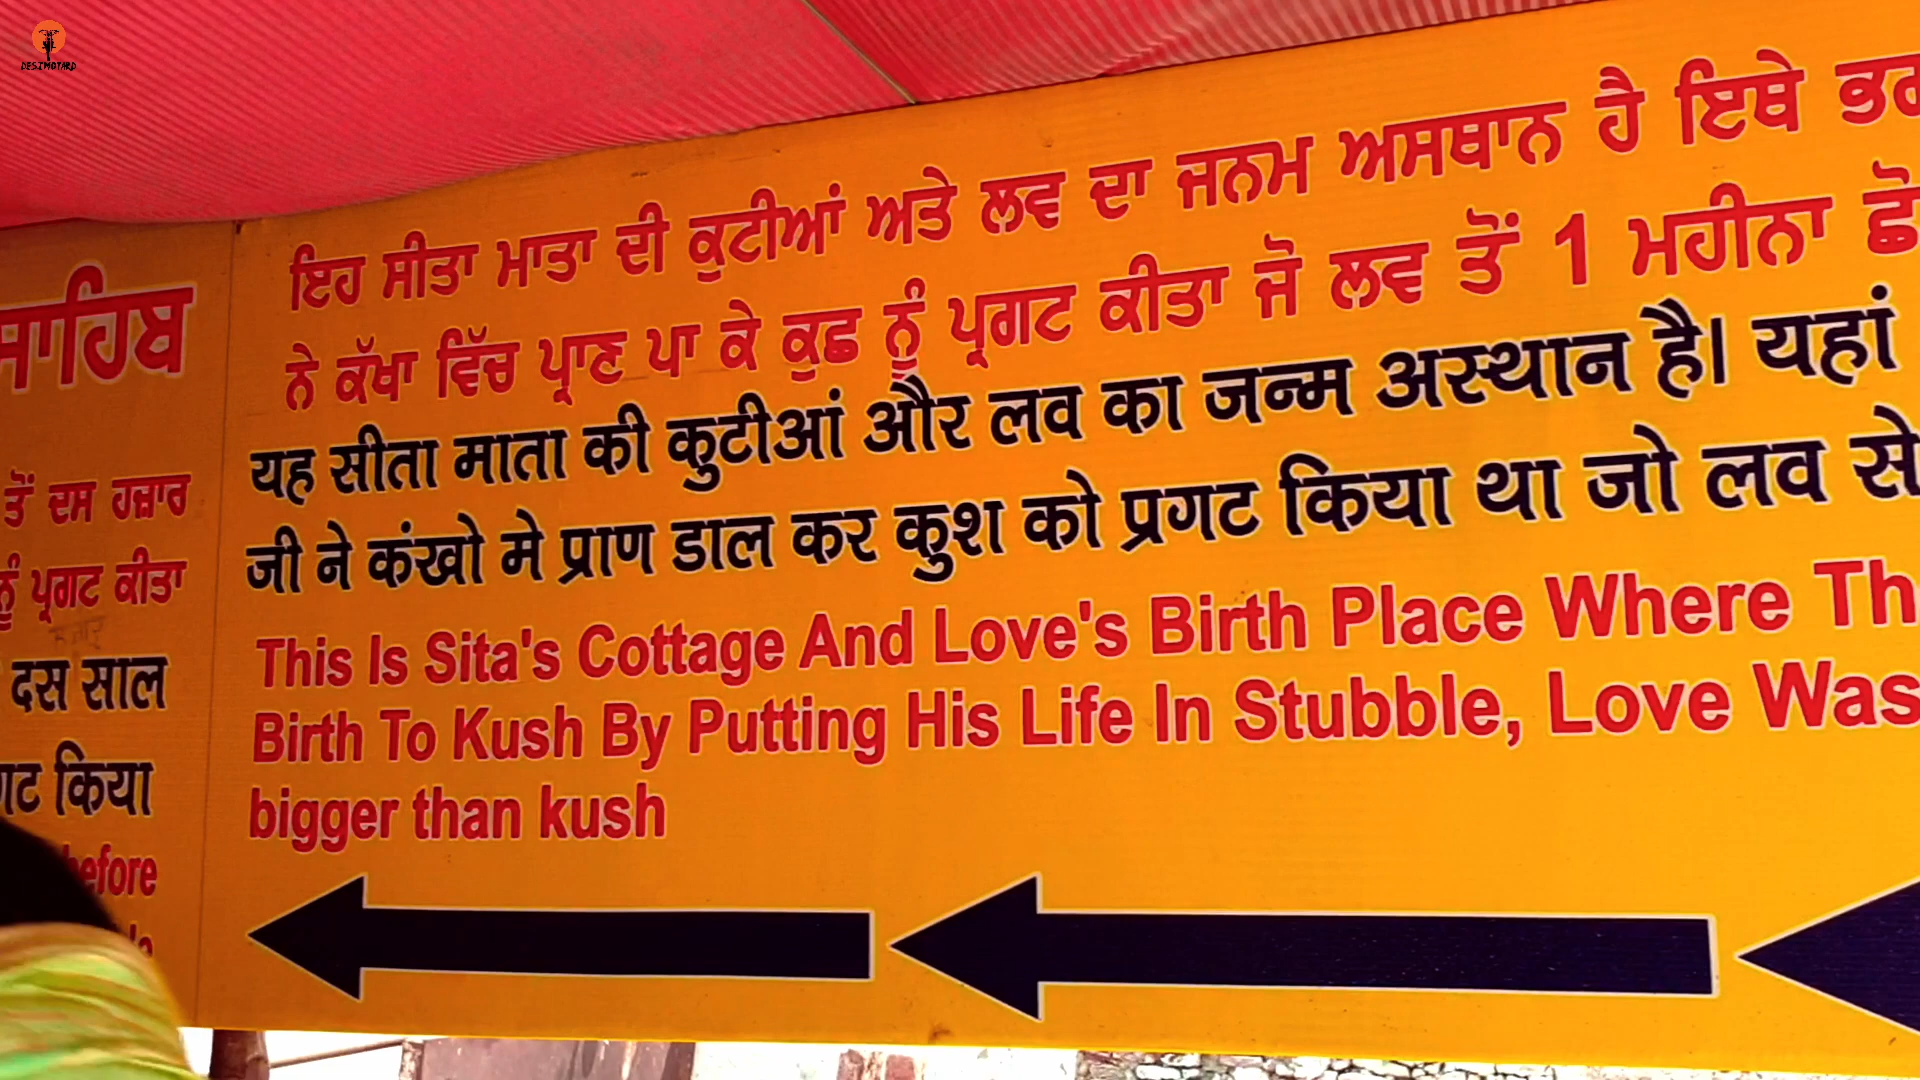 DESIMOTARD
ਸਾਹਿਬ
ਤੋਂ ਦਸ ਹਜ਼ਾਰ
ਨੂੰ ਪ੍ਰਗਟ ਕੀਤਾ
दस साल
किया
before
ਇਹ ਸੀਤਾ ਮਾਤਾ ਦੀ ਕੁਟੀਆਂ ਅਤੇ ਲਵ ਦਾ ਜਨਮ ਅਸਥਾਨ ਹੈ ਇਥੇ
ਨੇ ਕੱਖਾ ਵਿੱਚ ਪ੍ਰਾਣ ਪਾ ਕੇ ਕੁਛ ਨੂੰ ਪ੍ਰਗਟ ਕੀਤਾ ਜੋ ਲਵ ਤੋਂ 1 ਮਹੀਨਾ
यह सीता माता की कुटीआं और लव का जन्म अस्थान है। यहां
जी ने कंखो मे प्राण डाल कर कुश को प्रगट किया था जो लव से
This Is Sita's Cottage And Love's Birth Place Where
Birth To Kush By Putting His Life In Stubble, Love Was
bigger than kush